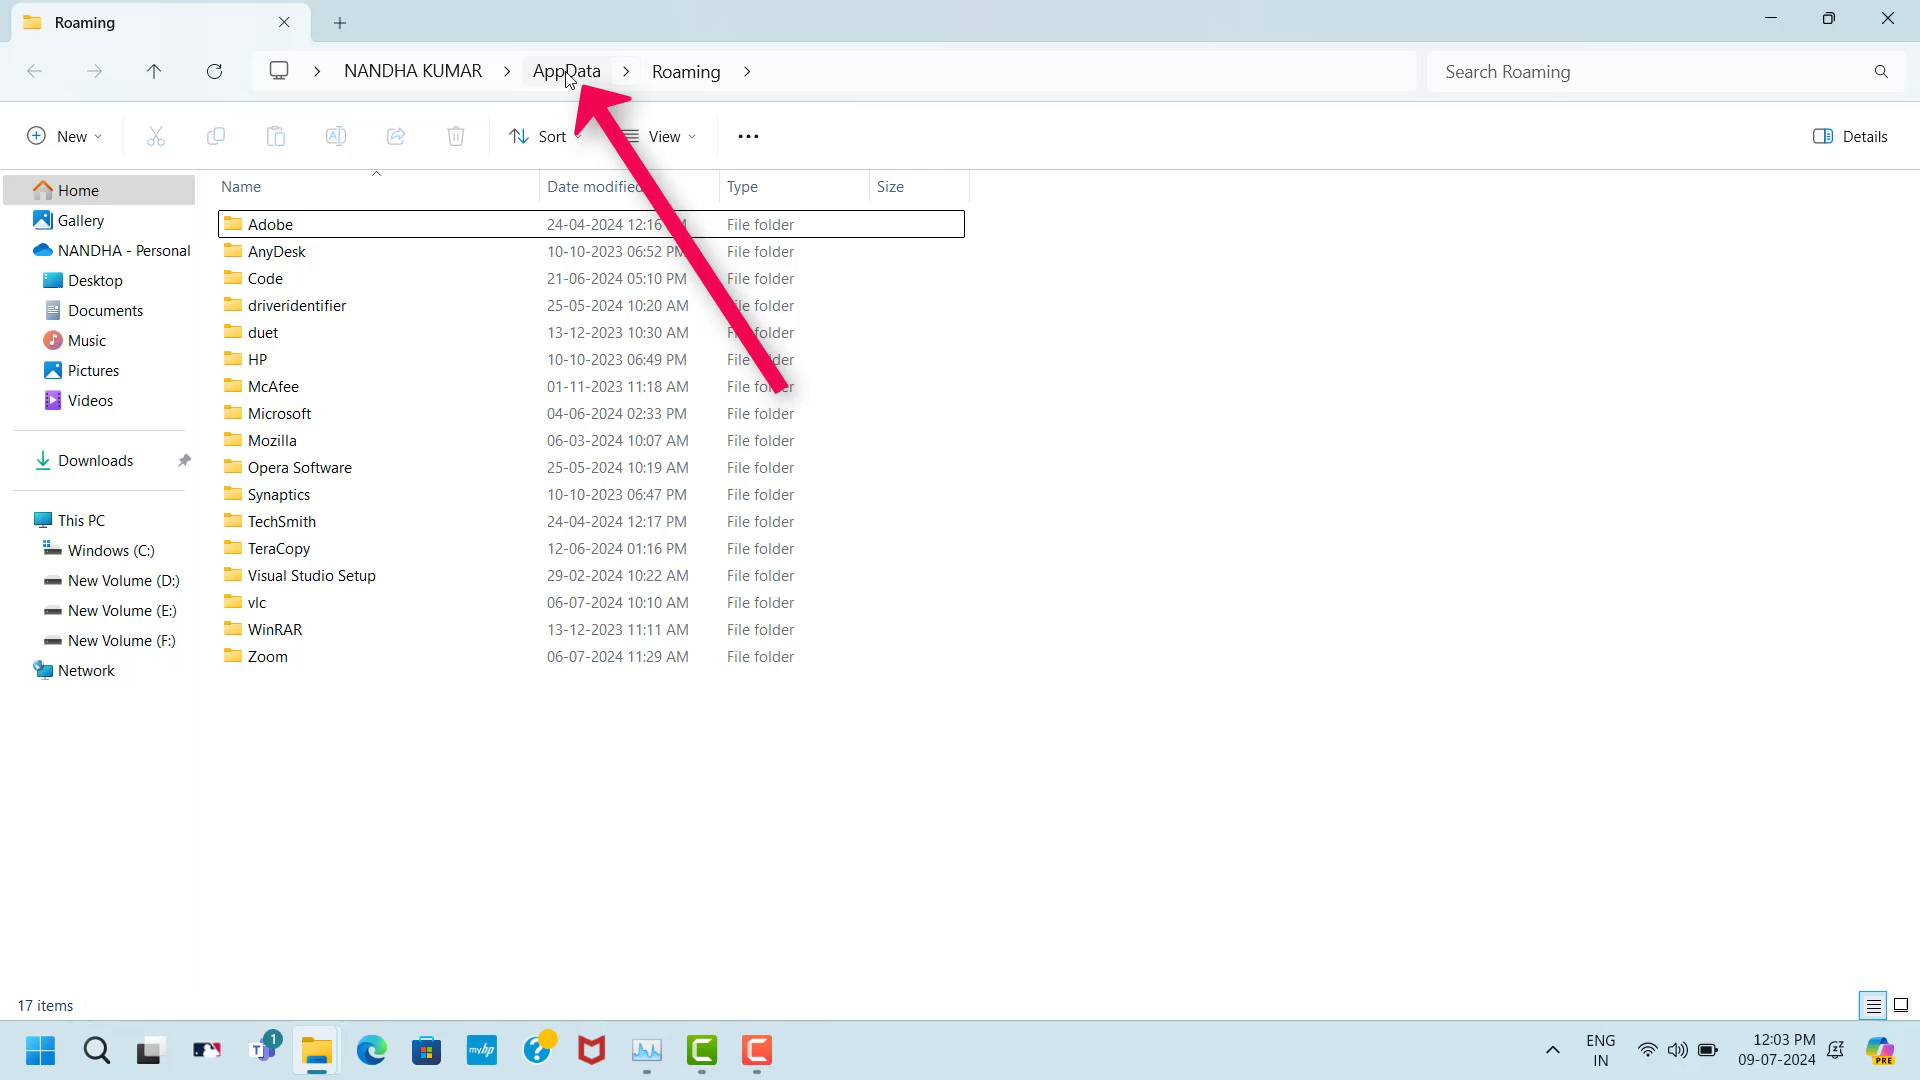 Roaming
NANDHA KUMAR
AppData
Roaming
Search Roaming
New
Sort
View
Details
Name
Date modified
Type
Size
Home
Gallery
NANDHA - Personal
Desktop
Documents
Music
Pictures
Videos
Downloads
This PC
Windows (C:)
New Volume (D:)
New Volume (E:)
New Volume (F:)
Network
Adobe 24-04-2024 12:16 File folder
AnyDesk 10-10-2023 06:52 PM File folder
Code 21-06-2024 05:10 PM File folder
driveridentifier 25-05-2024 10:20 AM File folder
duet 13-12-2023 10:30 AM File folder
HP 10-10-2023 06:49 PM File folder
McAfee 01-11-2023 11:18 AM File folder
Microsoft 04-06-2024 02:33 PM File folder
Mozilla 06-03-2024 10:07 AM File folder
Opera Software 25-05-2024 10:19 AM File folder
Synaptics 10-10-2023 06:47 PM File folder
TechSmith 24-04-2024 12:17 PM File folder
TeraCopy 12-06-2024 01:16 PM File folder
Visual Studio Setup 29-02-2024 10:22 AM File folder
vlc 06-07-2024 10:10 AM File folder
WinRAR 13-12-2023 11:11 AM File folder
Zoom 06-07-2024 11:29 AM File folder
17 items
1
myhp
ENG
IN
12:03 PM
09-07-2024
PRE